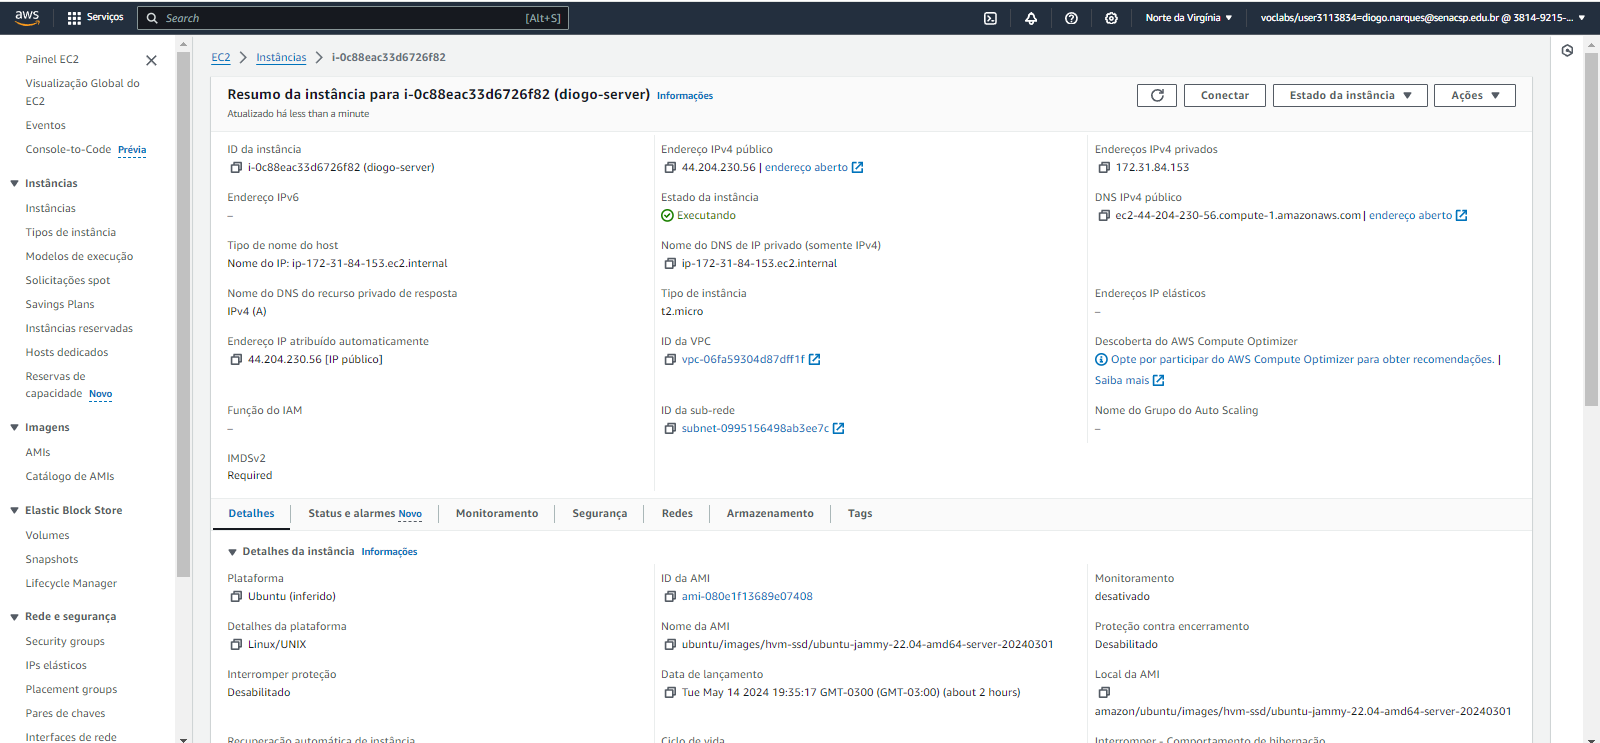 aws
Serviços
Search
[Alt+S]
Norte da Virgínia
voclabs/user3113834=diogo.narques@senacsp.edu.br @ 3814-9215-...
Painel EC2
Visualização Global do
EC2
Eventos
Console-to-Code Prévia
Instâncias
Instâncias
Tipos de instância
Modelos de execução
Solicitações spot
Savings Plans
Instâncias reservadas
Hosts dedicados
Reservas de
capacidade Novo
Imagens
AMIs
Catálogo de AMIs
Elastic Block Store
Volumes
Snapshots
Lifecycle Manager
Rede e segurança
Security groups
IPs elásticos
Placement groups
Pares de chaves
Interfaces de rede
EC2
Instâncias
i-0c88eac33d6726f82
Resumo da instância para i-0c88eac33d6726f82 (diogo-server) Informações
Atualizado há less than a minute
Conectar
Estado da instância
Ações
ID da instância
i-0c88eac33d6726f82 (diogo-server)
Endereço IPv4 público
44.204.230.56 | endereço aberto
Endereços IPv4 privados
172.31.84.153
Endereço IPv6
–
Estado da instância
Executando
DNS IPv4 público
ec2-44-204-230-56.compute-1.amazonaws.com | endereço aberto
Tipo de nome do host
Nome do IP: ip-172-31-84-153.ec2.internal
Nome do DNS de IP privado (somente IPv4)
ip-172-31-84-153.ec2.internal
Nome do DNS do recurso privado de resposta
IPv4 (A)
Tipo de instância
t2.micro
Endereços IP elásticos
–
Endereço IP atribuído automaticamente
44.204.230.56 [IP público]
ID da VPC
vpc-06fa59304d87dff1f
Descoberta do AWS Compute Optimizer
Opte por participar do AWS Compute Optimizer para obter recomendações. |
Saiba mais
Função do IAM
–
ID da sub-rede
subnet-0995156498ab3ee7c
Nome do Grupo do Auto Scaling
–
IMDSv2
Required
Detalhes
Status e alarmes Novo
Monitoramento
Segurança
Redes
Armazenamento
Tags
Detalhes da instância Informações
Plataforma
Ubuntu (inferido)
ID da AMI
ami-080e1f13689e07408
Monitoramento
desativado
Detalhes da plataforma
Linux/UNIX
Nome da AMI
ubuntu/images/hvm-ssd/ubuntu-jammy-22.04-amd64-server-20240301
Proteção contra encerramento
Desabilitado
Interromper proteção
Desabilitado
Data de lançamento
Tue May 14 2024 19:35:17 GMT-0300 (GMT-03:00) (about 2 hours)
Local da AMI
amazon/ubuntu/images/hvm-ssd/ubuntu-jammy-22.04-amd64-server-20240301
Recuperação automática de instância
Ciclo de vida
Interromper - Comportamento de hibernação